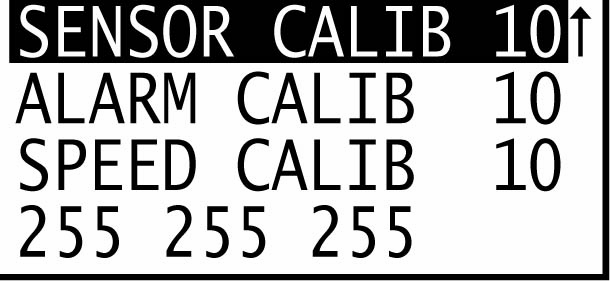 SENSOR CALIB 10↑
ALARM CALIB 10
SPEED CALIB 10
255 255 255